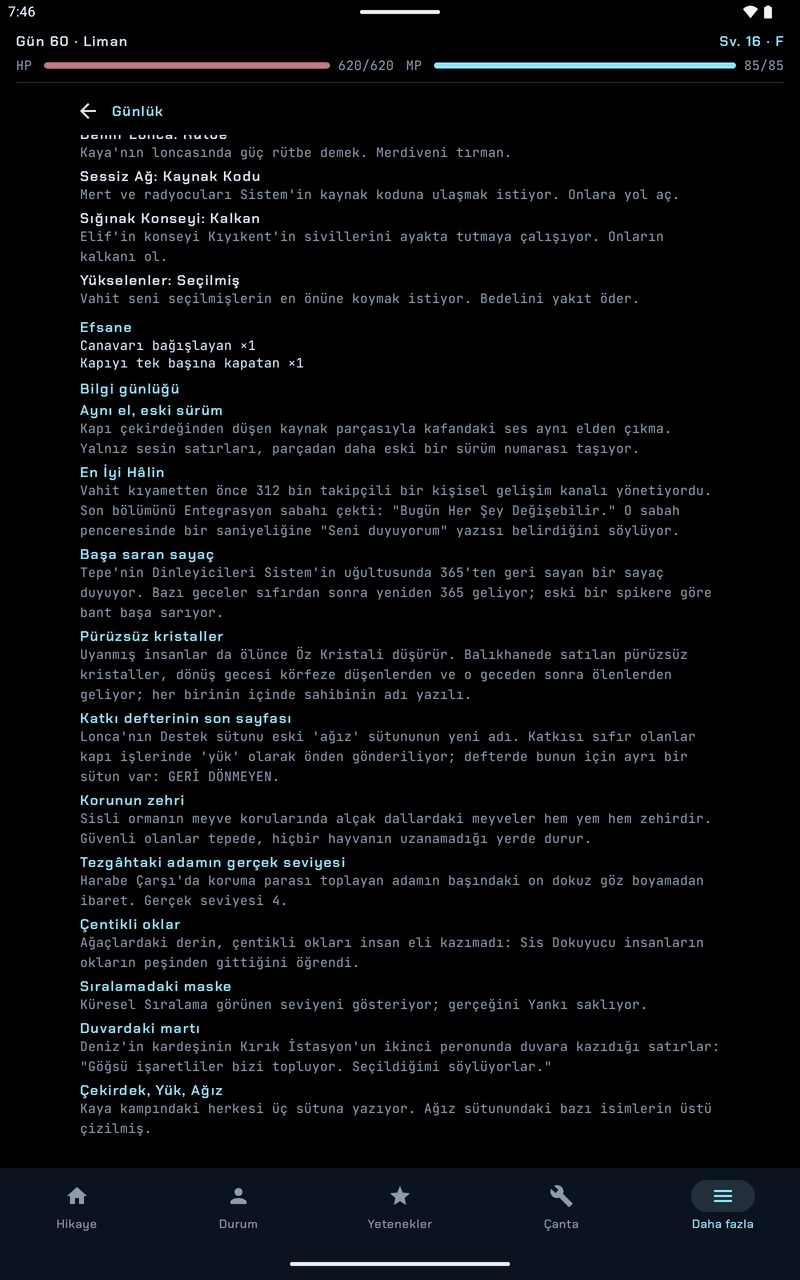 7:46
Gün 60 · Liman
Sv. 16 · F
HP 620/620 MP 85/85
Günlük
Demir Lonca: Rütbe
Kaya'nın loncasında güç rütbe demek. Merdiveni tırman.
Sessiz Ağ: Kaynak Kodu
Mert ve radyocuları Sistem'in kaynak koduna ulaşmak istiyor. Onlara yol aç.
Sığınak Konseyi: Kalkan
Elif'in konseyi Kıyıkent'in sivillerini ayakta tutmaya çalışıyor. Onların
kalkanı ol.
Yükselenler: Seçilmiş
Vahit seni seçilmişlerin en önüne koymak istiyor. Bedelini yakıt öder.
Efsane
Canavarı bağışlayan ×1
Kapıyı tek başına kapatan ×1
Bilgi günlüğü
Aynı el, eski sürüm
Kapı çekirdeğinden düşen kaynak parçasıyla kafandaki ses aynı elden çıkma.
Yalnız sesin satırları, parçadan daha eski bir sürüm numarası taşıyor.
En İyi Hâlin
Vahit kıyametten önce 312 bin takipçili bir kişisel gelişim kanalı yönetiyordu.
Son bölümünü Entegrasyon sabahı çekti: "Bugün Her Şey Değişebilir." O sabah
penceresinde bir saniyeliğine "Seni duyuyorum" yazısı belirdiğini söylüyor.
Başa saran sayaç
Tepe'nin Dinleyicileri Sistem'in uğultusunda 365'ten geri sayan bir sayaç
duyuyor. Bazı geceler sıfırdan sonra yeniden 365 geliyor; eski bir spikere göre
bant başa sarıyor.
Pürüzsüz kristaller
Uyanmış insanlar da ölünce Öz Kristali düşürür. Balıkhanede satılan pürüzsüz
kristaller, dönüş gecesi körfeze düşenlerden ve o geceden sonra ölenlerden
geliyor; her birinin içinde sahibinin adı yazılı.
Katkı defterinin son sayfası
Lonca'nın Destek sütunu eski 'ağız' sütununun yeni adı. Katkısı sıfır olanlar
kapı işlerinde 'yük' olarak önden gönderiliyor; defterde bunun için ayrı bir
sütun var: GERİ DÖNMEYEN.
Korunun zehri
Sisli ormanın meyve korularında alçak dallardaki meyveler hem yem hem zehirdir.
Güvenli olanlar tepede, hiçbir hayvanın uzanamadığı yerde durur.
Tezgâhtaki adamın gerçek seviyesi
Harabe Çarşı'da koruma parası toplayan adamın başındaki on dokuz göz boyamadan
ibaret. Gerçek seviyesi 4.
Çentikli oklar
Ağaçlardaki derin, çentikli okları insan eli kazımadı: Sis Dokuyucu insanların
okların peşinden gittiğini öğrendi.
Sıralamadaki maske
Küresel Sıralama görünen seviyeni gösteriyor; gerçeğini Yankı saklıyor.
Duvardaki martı
Deniz'in kardeşinin Kırık İstasyon'un ikinci peronunda duvara kazıdığı satırlar:
"Göğsü işaretliler bizi topluyor. Seçildiğimi söylüyorlar."
Çekirdek, Yük, Ağız
Kaya kampındaki herkesi üç sütuna yazıyor. Ağız sütunundaki bazı isimlerin üstü
çizilmiş.
Hikaye
Durum
Yetenekler
Çanta
Daha fazla